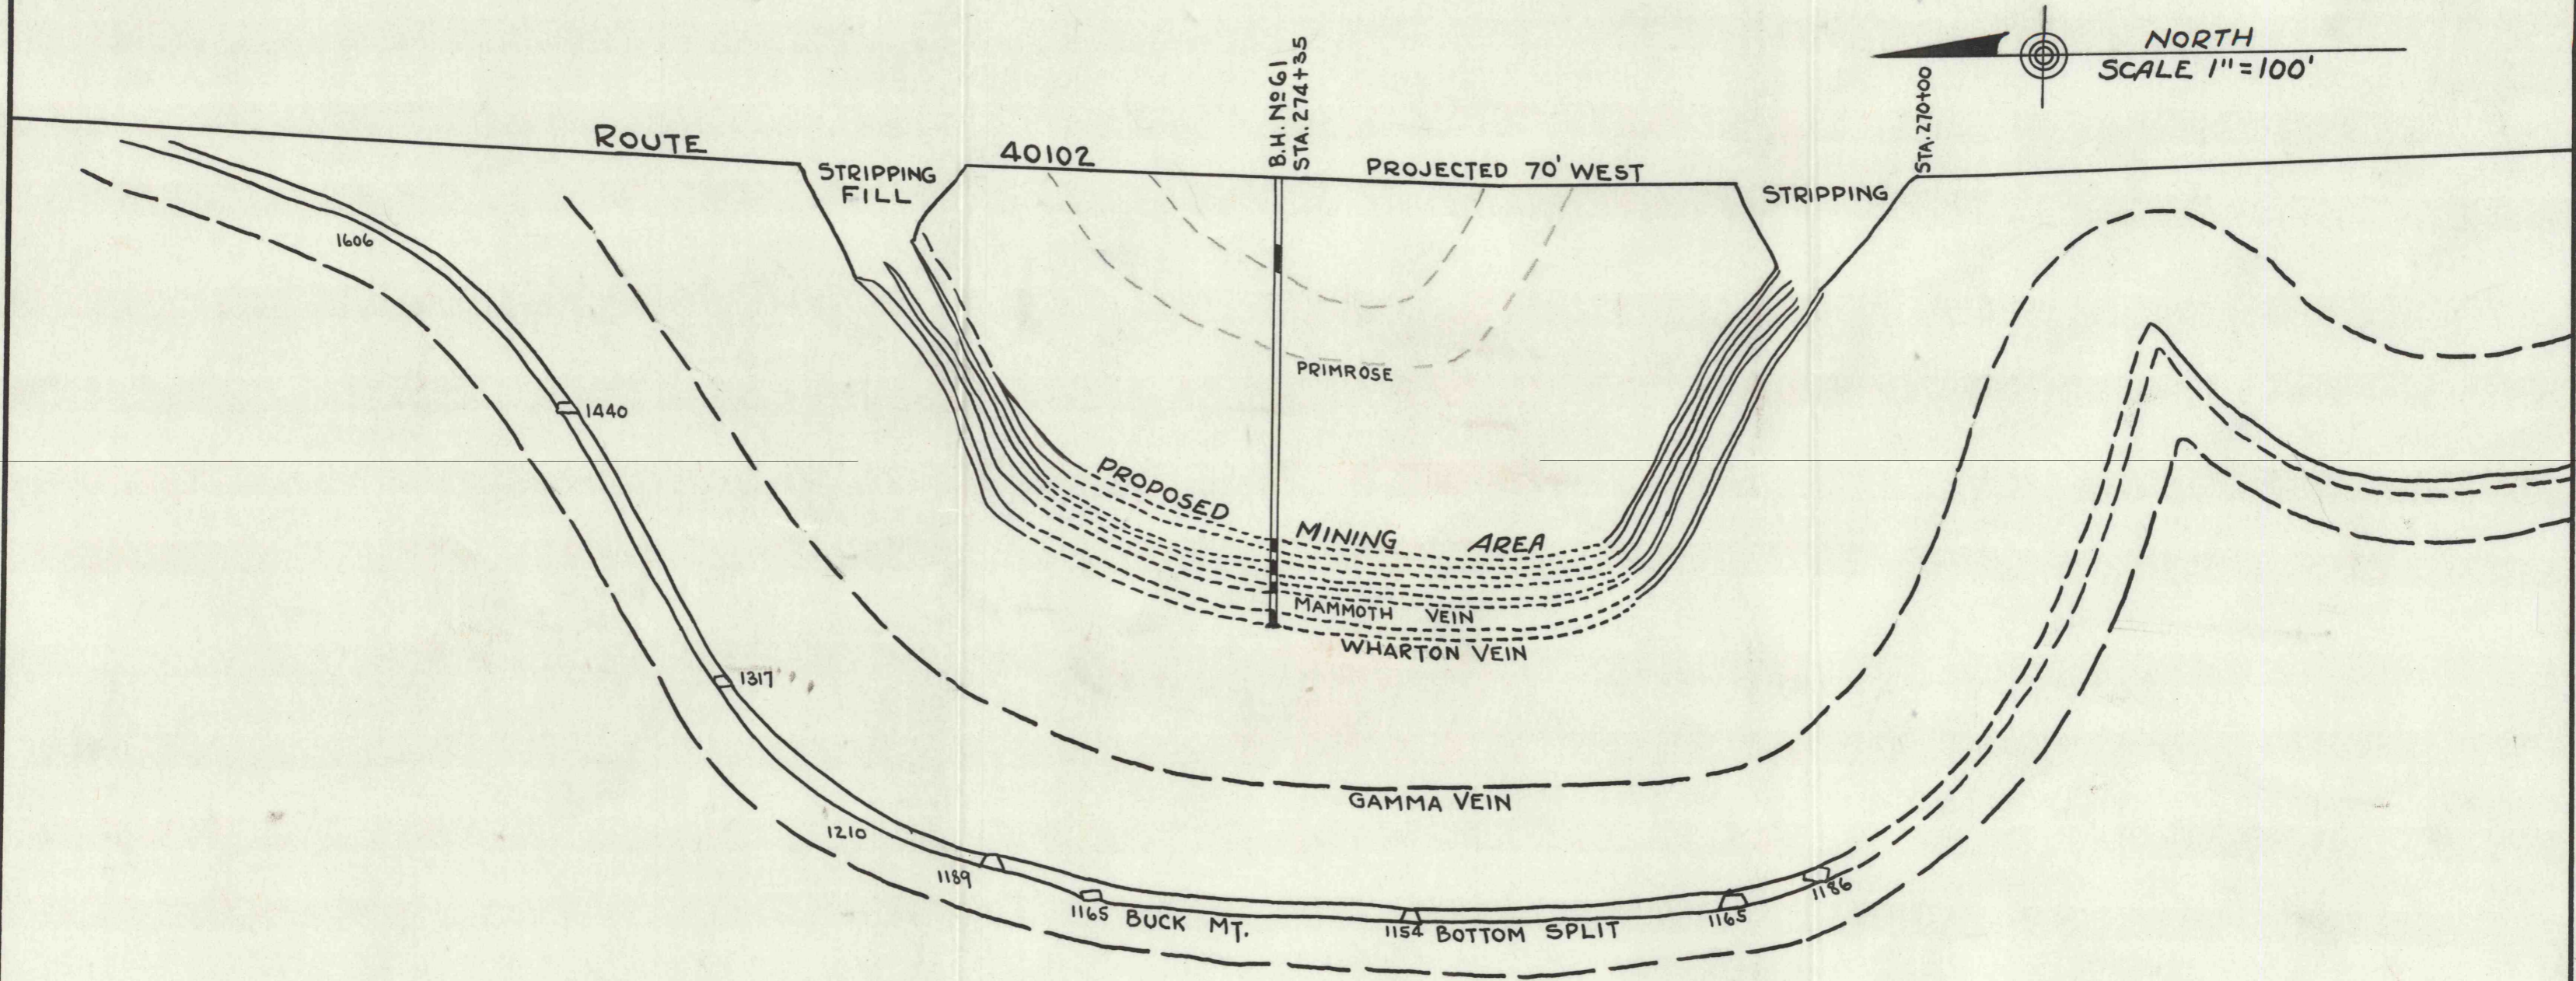 NORTH
SCALE 1"=100'
STA. 270+00
B.H. Nº 61
STA. 274+35
ROUTE
40102
PROJECTED 70' WEST
STRIPPING
FILL
STRIPPING
1606
PRIMROSE
1440
PROPOSED MINING AREA
MAMMOTH VEIN
WHARTON VEIN
1317
GAMMA VEIN
1210
1189
1165
BUCK MT.
1154
BOTTOM SPLIT
1165
1186